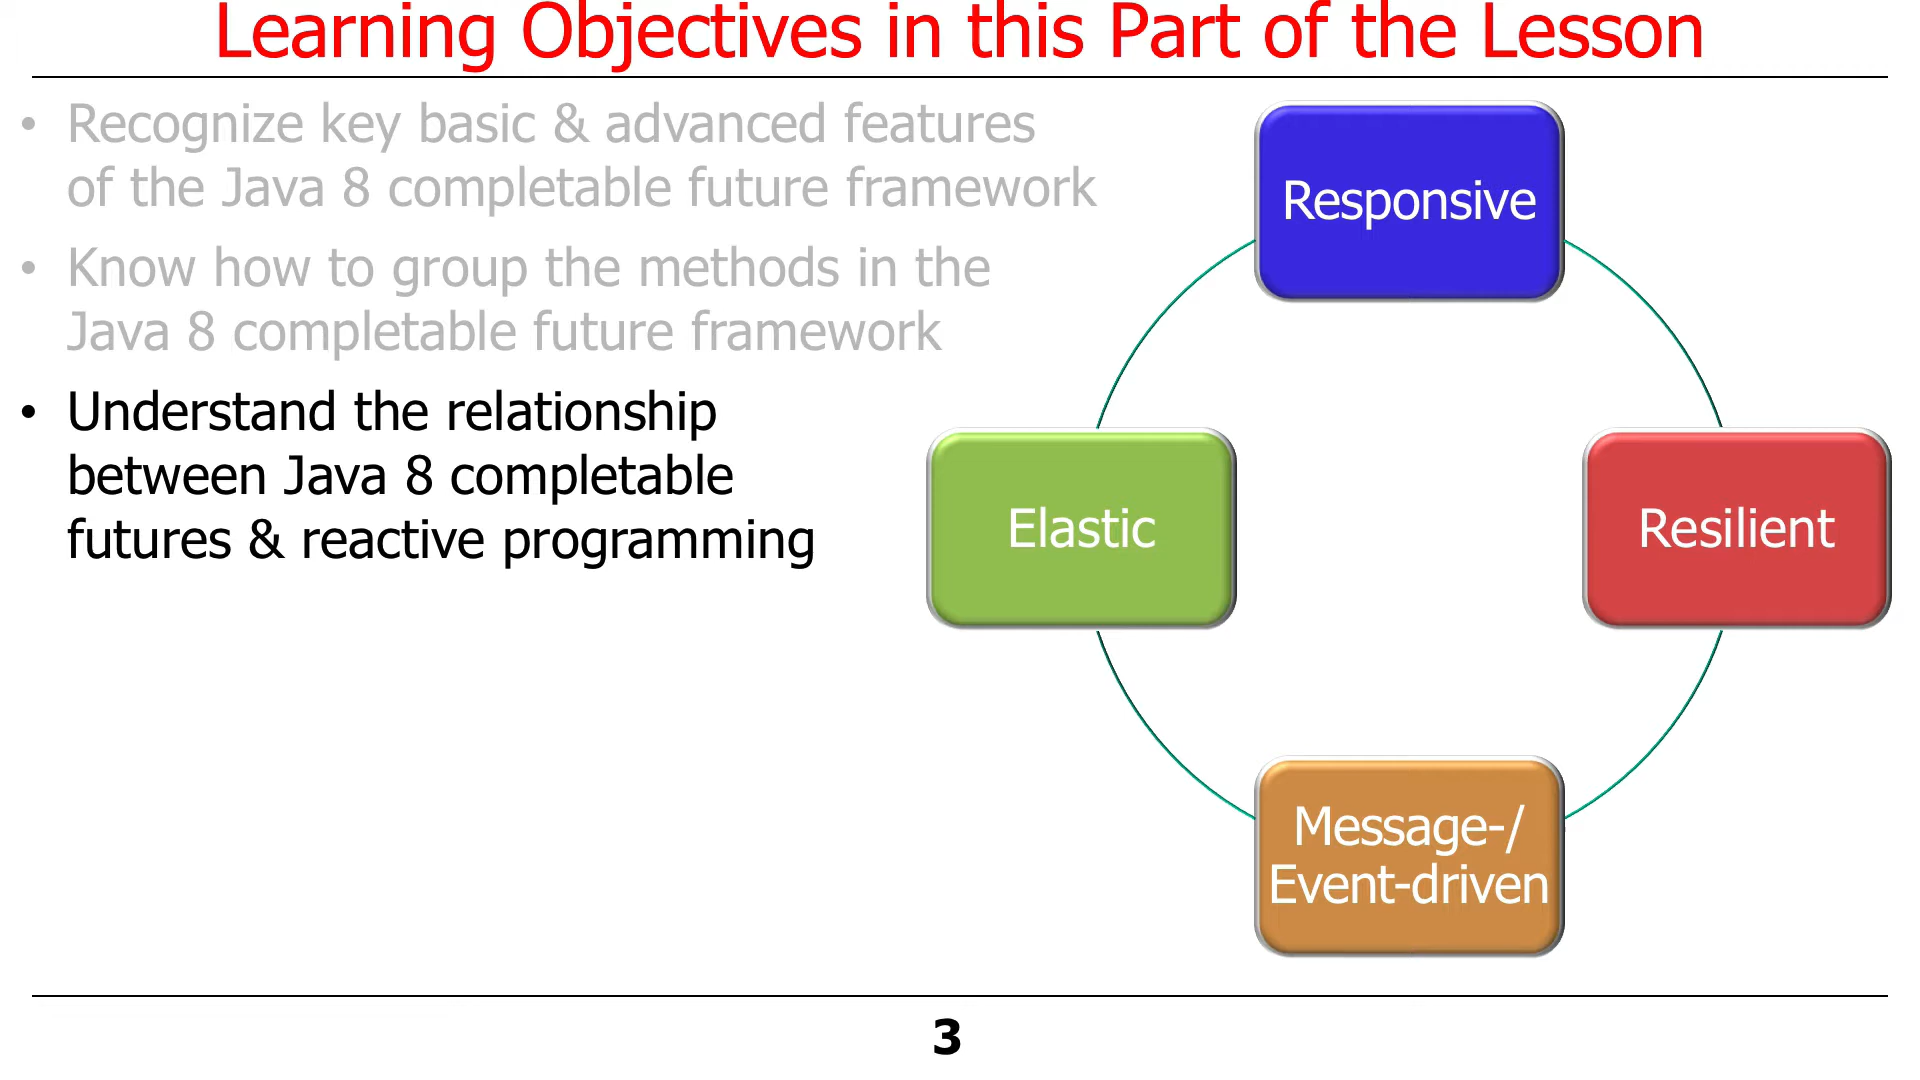 Learning Objectives in this Part of the Lesson
• Recognize key basic & advanced features
of the Java 8 completable future framework
• Know how to group the methods in the
Java 8 completable future framework
• Understand the relationship
between Java 8 completable
futures & reactive programming
Responsive
Elastic
Resilient
Message-/
Event-driven
3